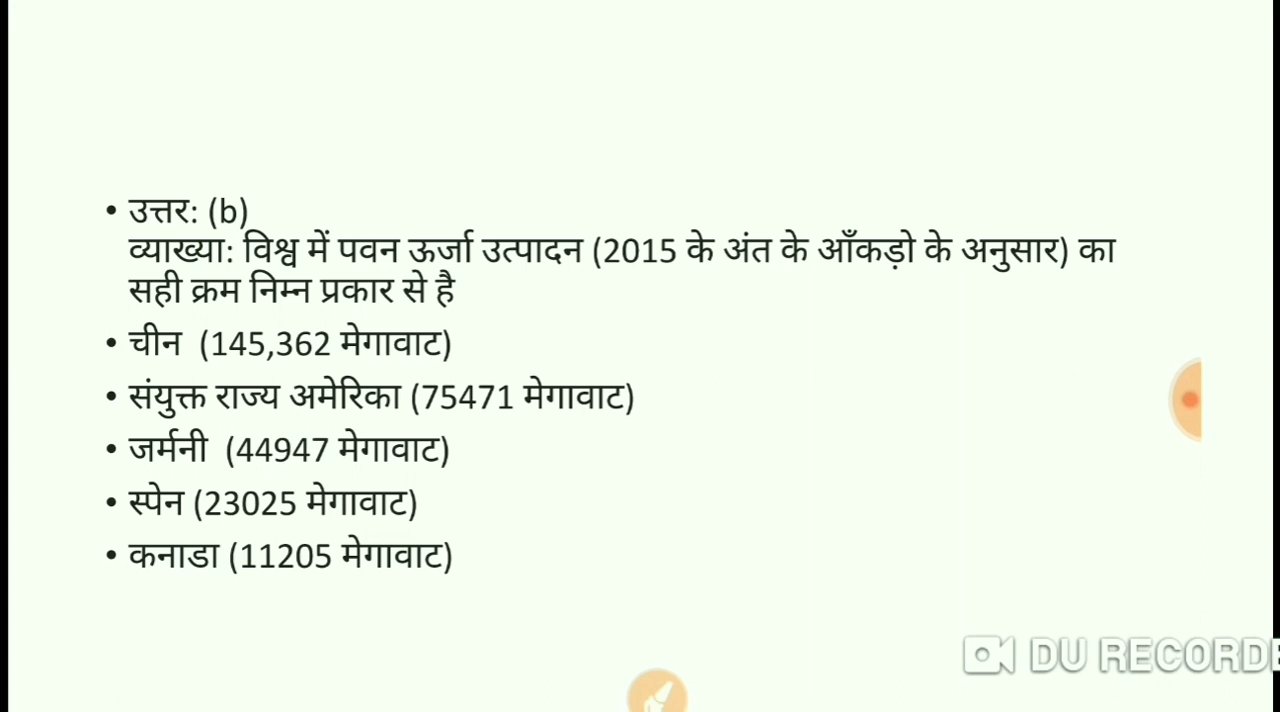 • उत्तर: (b)
व्याख्या: विश्व में पवन ऊर्जा उत्पादन (2015 के अंत के आँकड़ो के अनुसार) का
सही क्रम निम्न प्रकार से है
• चीन (145,362 मेगावाट)
• संयुक्त राज्य अमेरिका (75471 मेगावाट)
• जर्मनी (44947 मेगावाट)
• स्पेन (23025 मेगावाट)
• कनाडा (11205 मेगावाट)
DU RECORDE